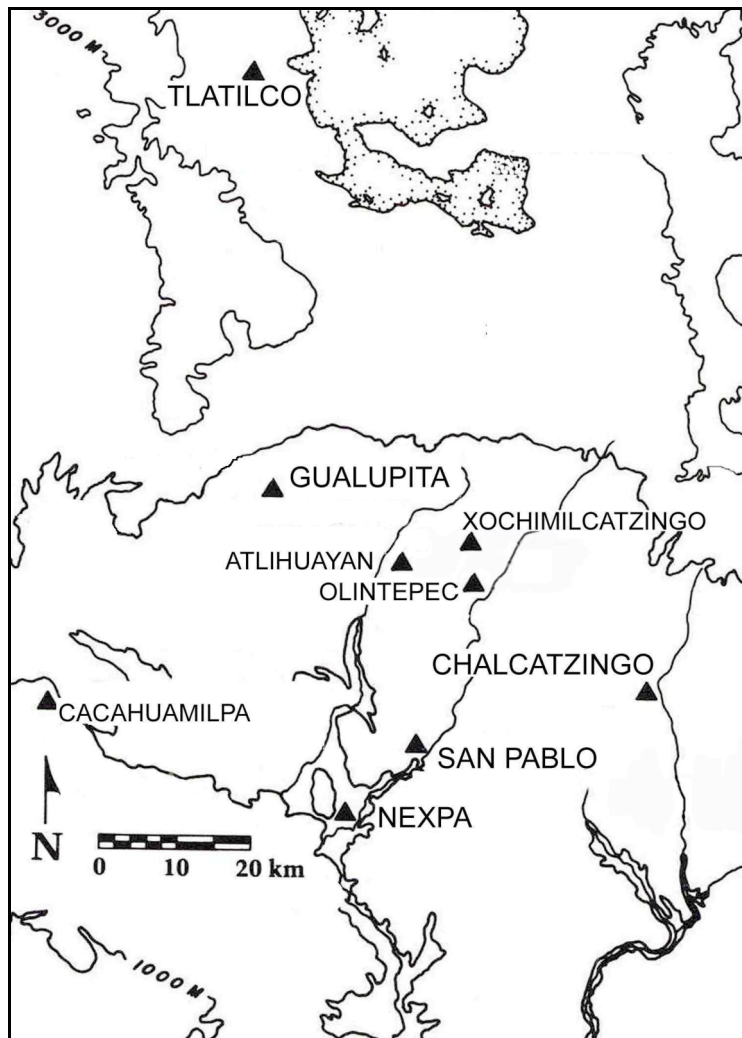 3000 M
TLATILCO
GUALUPITA
XOCHIMILCATZINGO
ATLIHUAYAN
OLINTEPEC
CHALCATZINGO
CACAHUAMILPA
SAN PABLO
NEXPA
N
0 10 20 km
1000 M